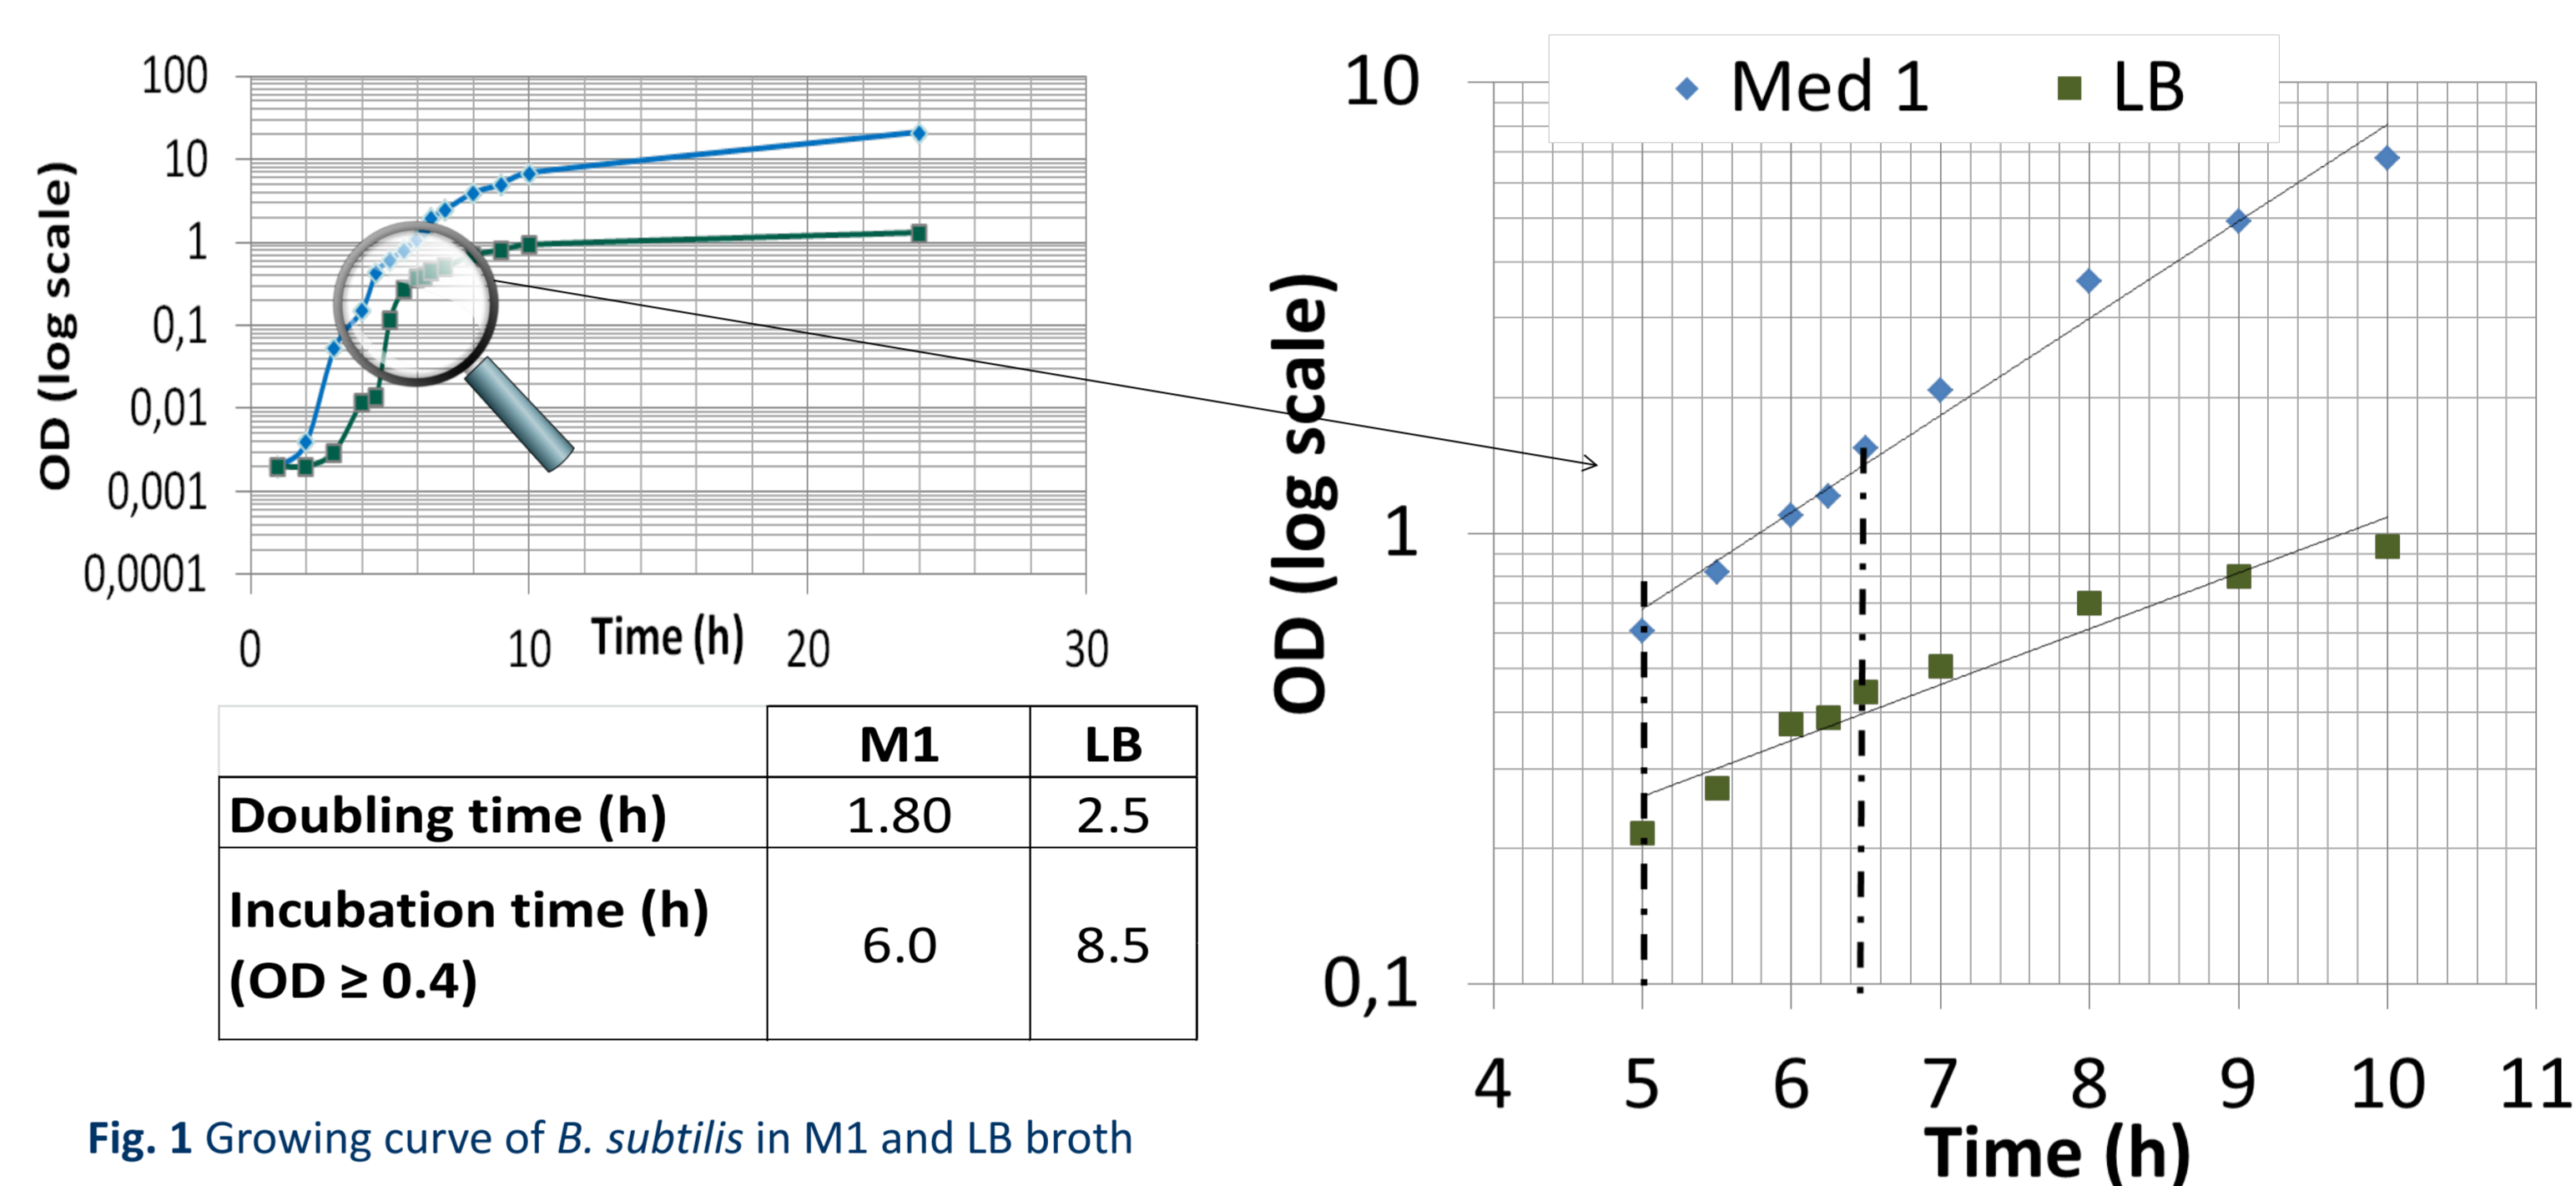 100
10
1
0,1
0,01
0,001
0,0001
OD (log scale)
0 10 20 30
Time (h)
M1 LB
Doubling time (h) 1.80 2.5
Incubation time (h)
(OD ≥ 0.4) 6.0 8.5
Fig. 1 Growing curve of B. subtilis in M1 and LB broth
Med 1 LB
10
1
0,1
OD (log scale)
4 5 6 7 8 9 10 11
Time (h)